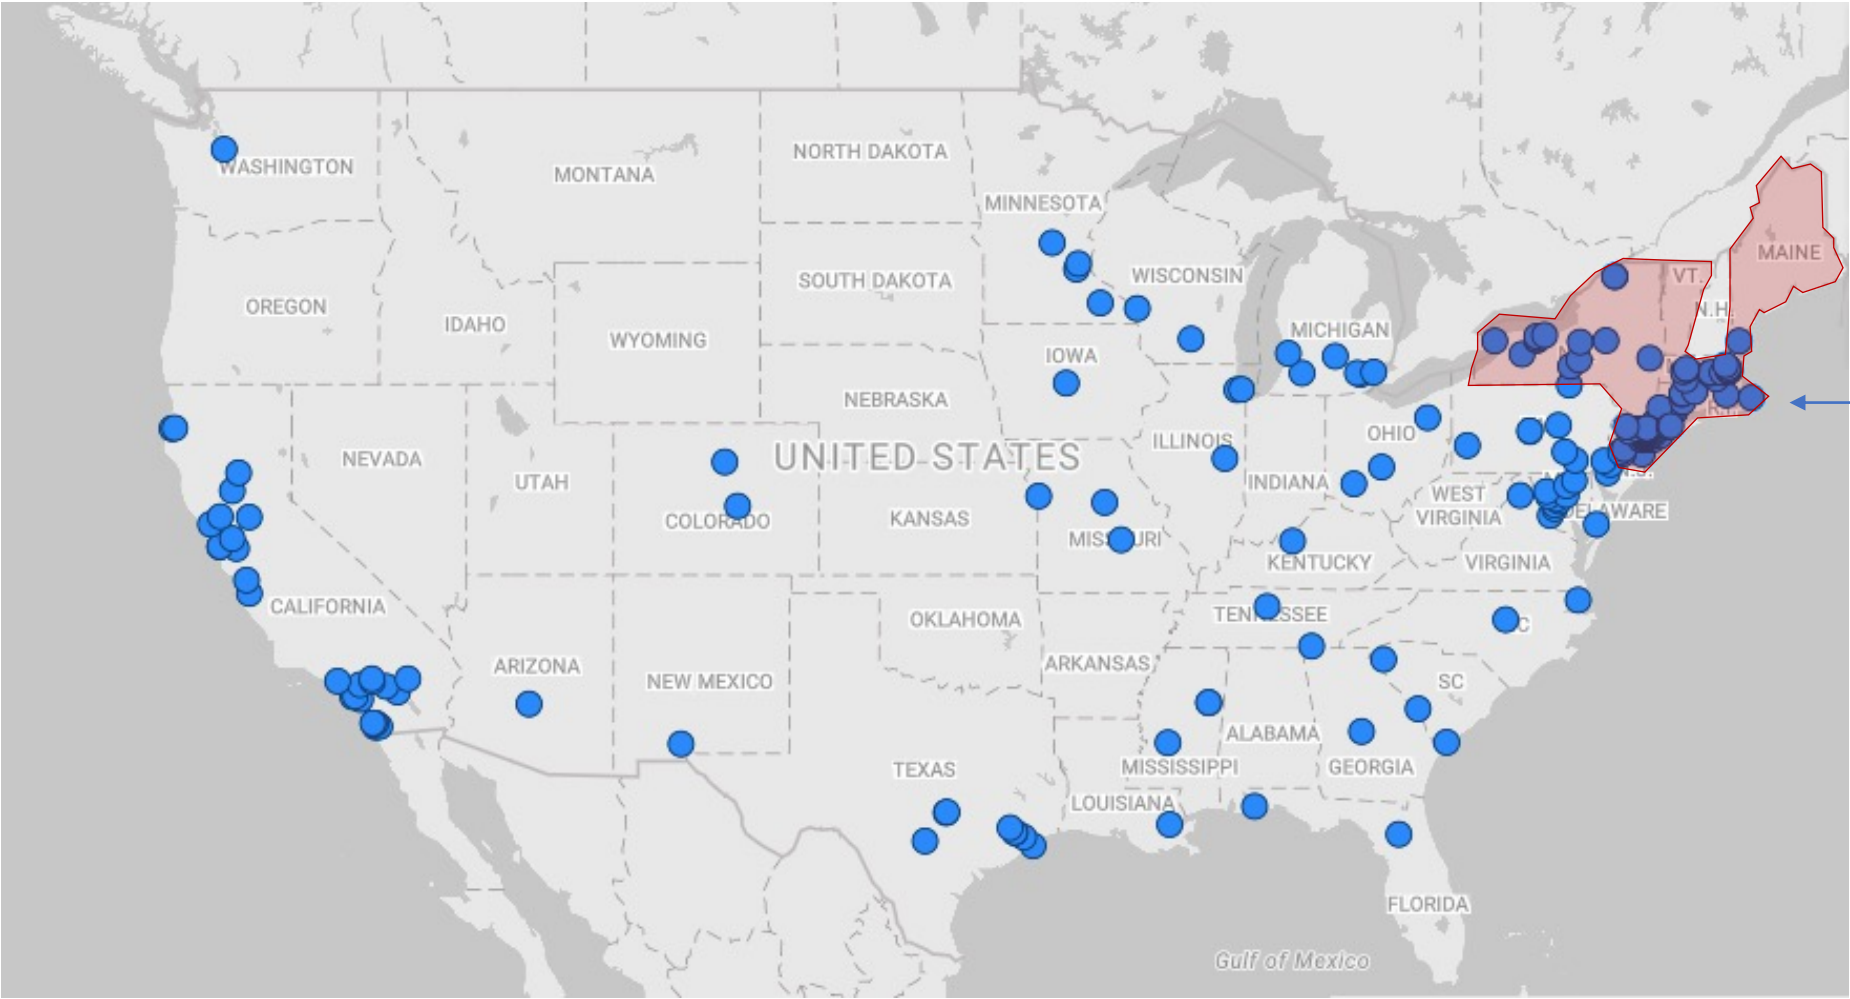 WASHINGTON
MONTANA
NORTH DAKOTA
MINNESOTA
MAINE
VT.
N.H.
OREGON
IDAHO
SOUTH DAKOTA
WISCONSIN
WYOMING
MICHIGAN
IOWA
NEBRASKA
R.I.
NEVADA
UTAH
UNITED STATES
ILLINOIS
OHIO
INDIANA
COLORADO
KANSAS
WEST
VIRGINIA
DELAWARE
KENTUCKY
VIRGINIA
CALIFORNIA
OKLAHOMA
ARIZONA
NEW MEXICO
ARKANSAS
SC
ALABAMA
TEXAS
MISSISSIPPI
GEORGIA
LOUISIANA
FLORIDA
Gulf of Mexico